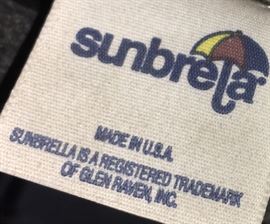 sunbrella
MADE IN U.S.A.
SUNBRELLA IS A REGISTERED TRADEMARK
OF GLEN RAVEN, INC.